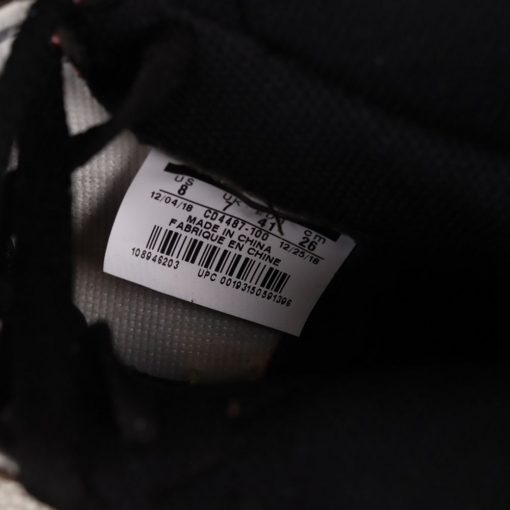 US UK EUR cm
8 7 41 26
12/04/18 CD4487-100 12/25/18
MADE IN CHINA
FABRIQUE EN CHINE
108946203 UPC 00193150591396